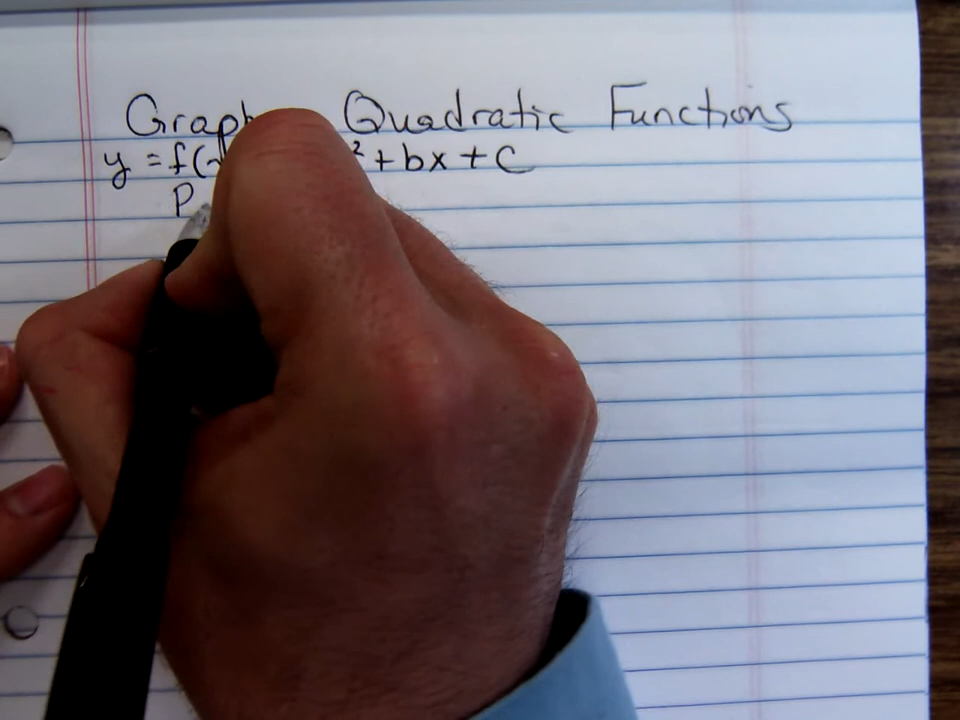 Graph Quadratic Functions
y = f( ² + bx + c
P